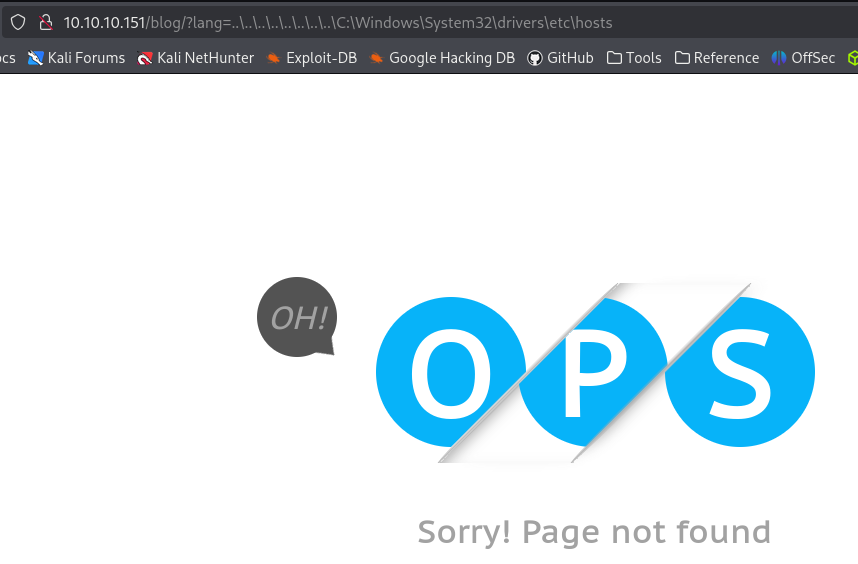 10.10.10.151/blog/?lang=..\..\..\..\..\..\..\..\C:\Windows\System32\drivers\etc\hosts
Kali Forums Kali NetHunter Exploit-DB Google Hacking DB GitHub Tools Reference OffSec
OH!
OPS
Sorry! Page not found